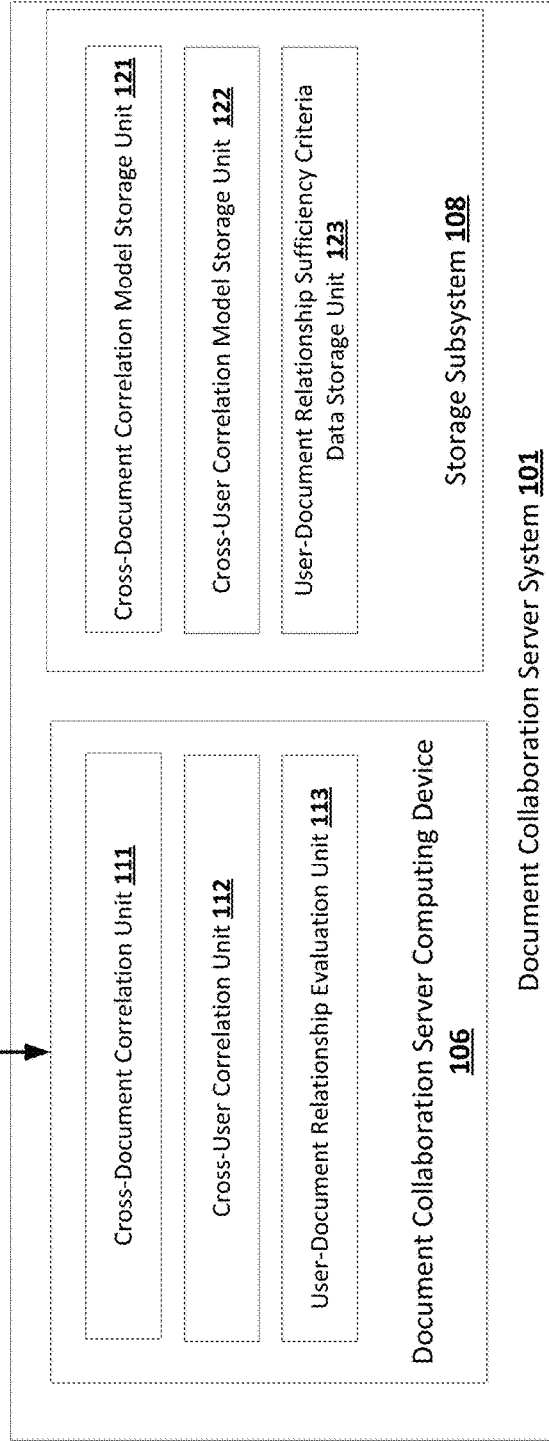 Cross-Document Correlation Unit 111
Cross-User Correlation Unit 112
User-Document Relationship Evaluation Unit 113
Document Collaboration Server Computing Device
106
Cross-Document Correlation Model Storage Unit 121
Cross-User Correlation Model Storage Unit 122
User-Document Relationship Sufficiency Criteria
Data Storage Unit 123
Storage Subsystem 108
Document Collaboration Server System 101